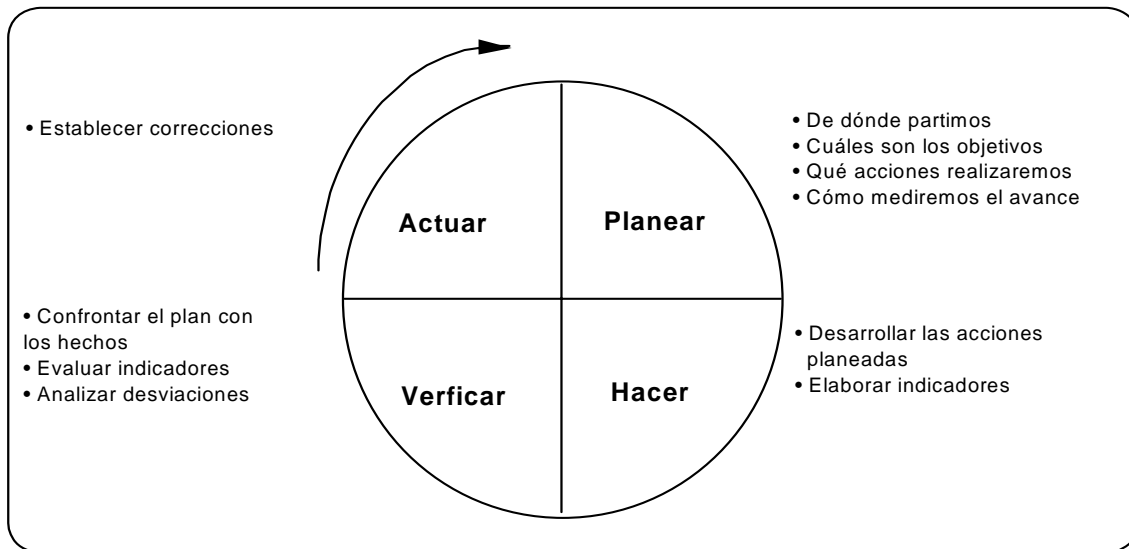 • Establecer correcciones
• De dónde partimos
• Cuáles son los objetivos
• Qué acciones realizaremos
• Cómo mediremos el avance
Actuar
Planear
• Confrontar el plan con
los hechos
• Evaluar indicadores
• Analizar desviaciones
• Desarrollar las acciones
planeadas
• Elaborar indicadores
Verficar
Hacer